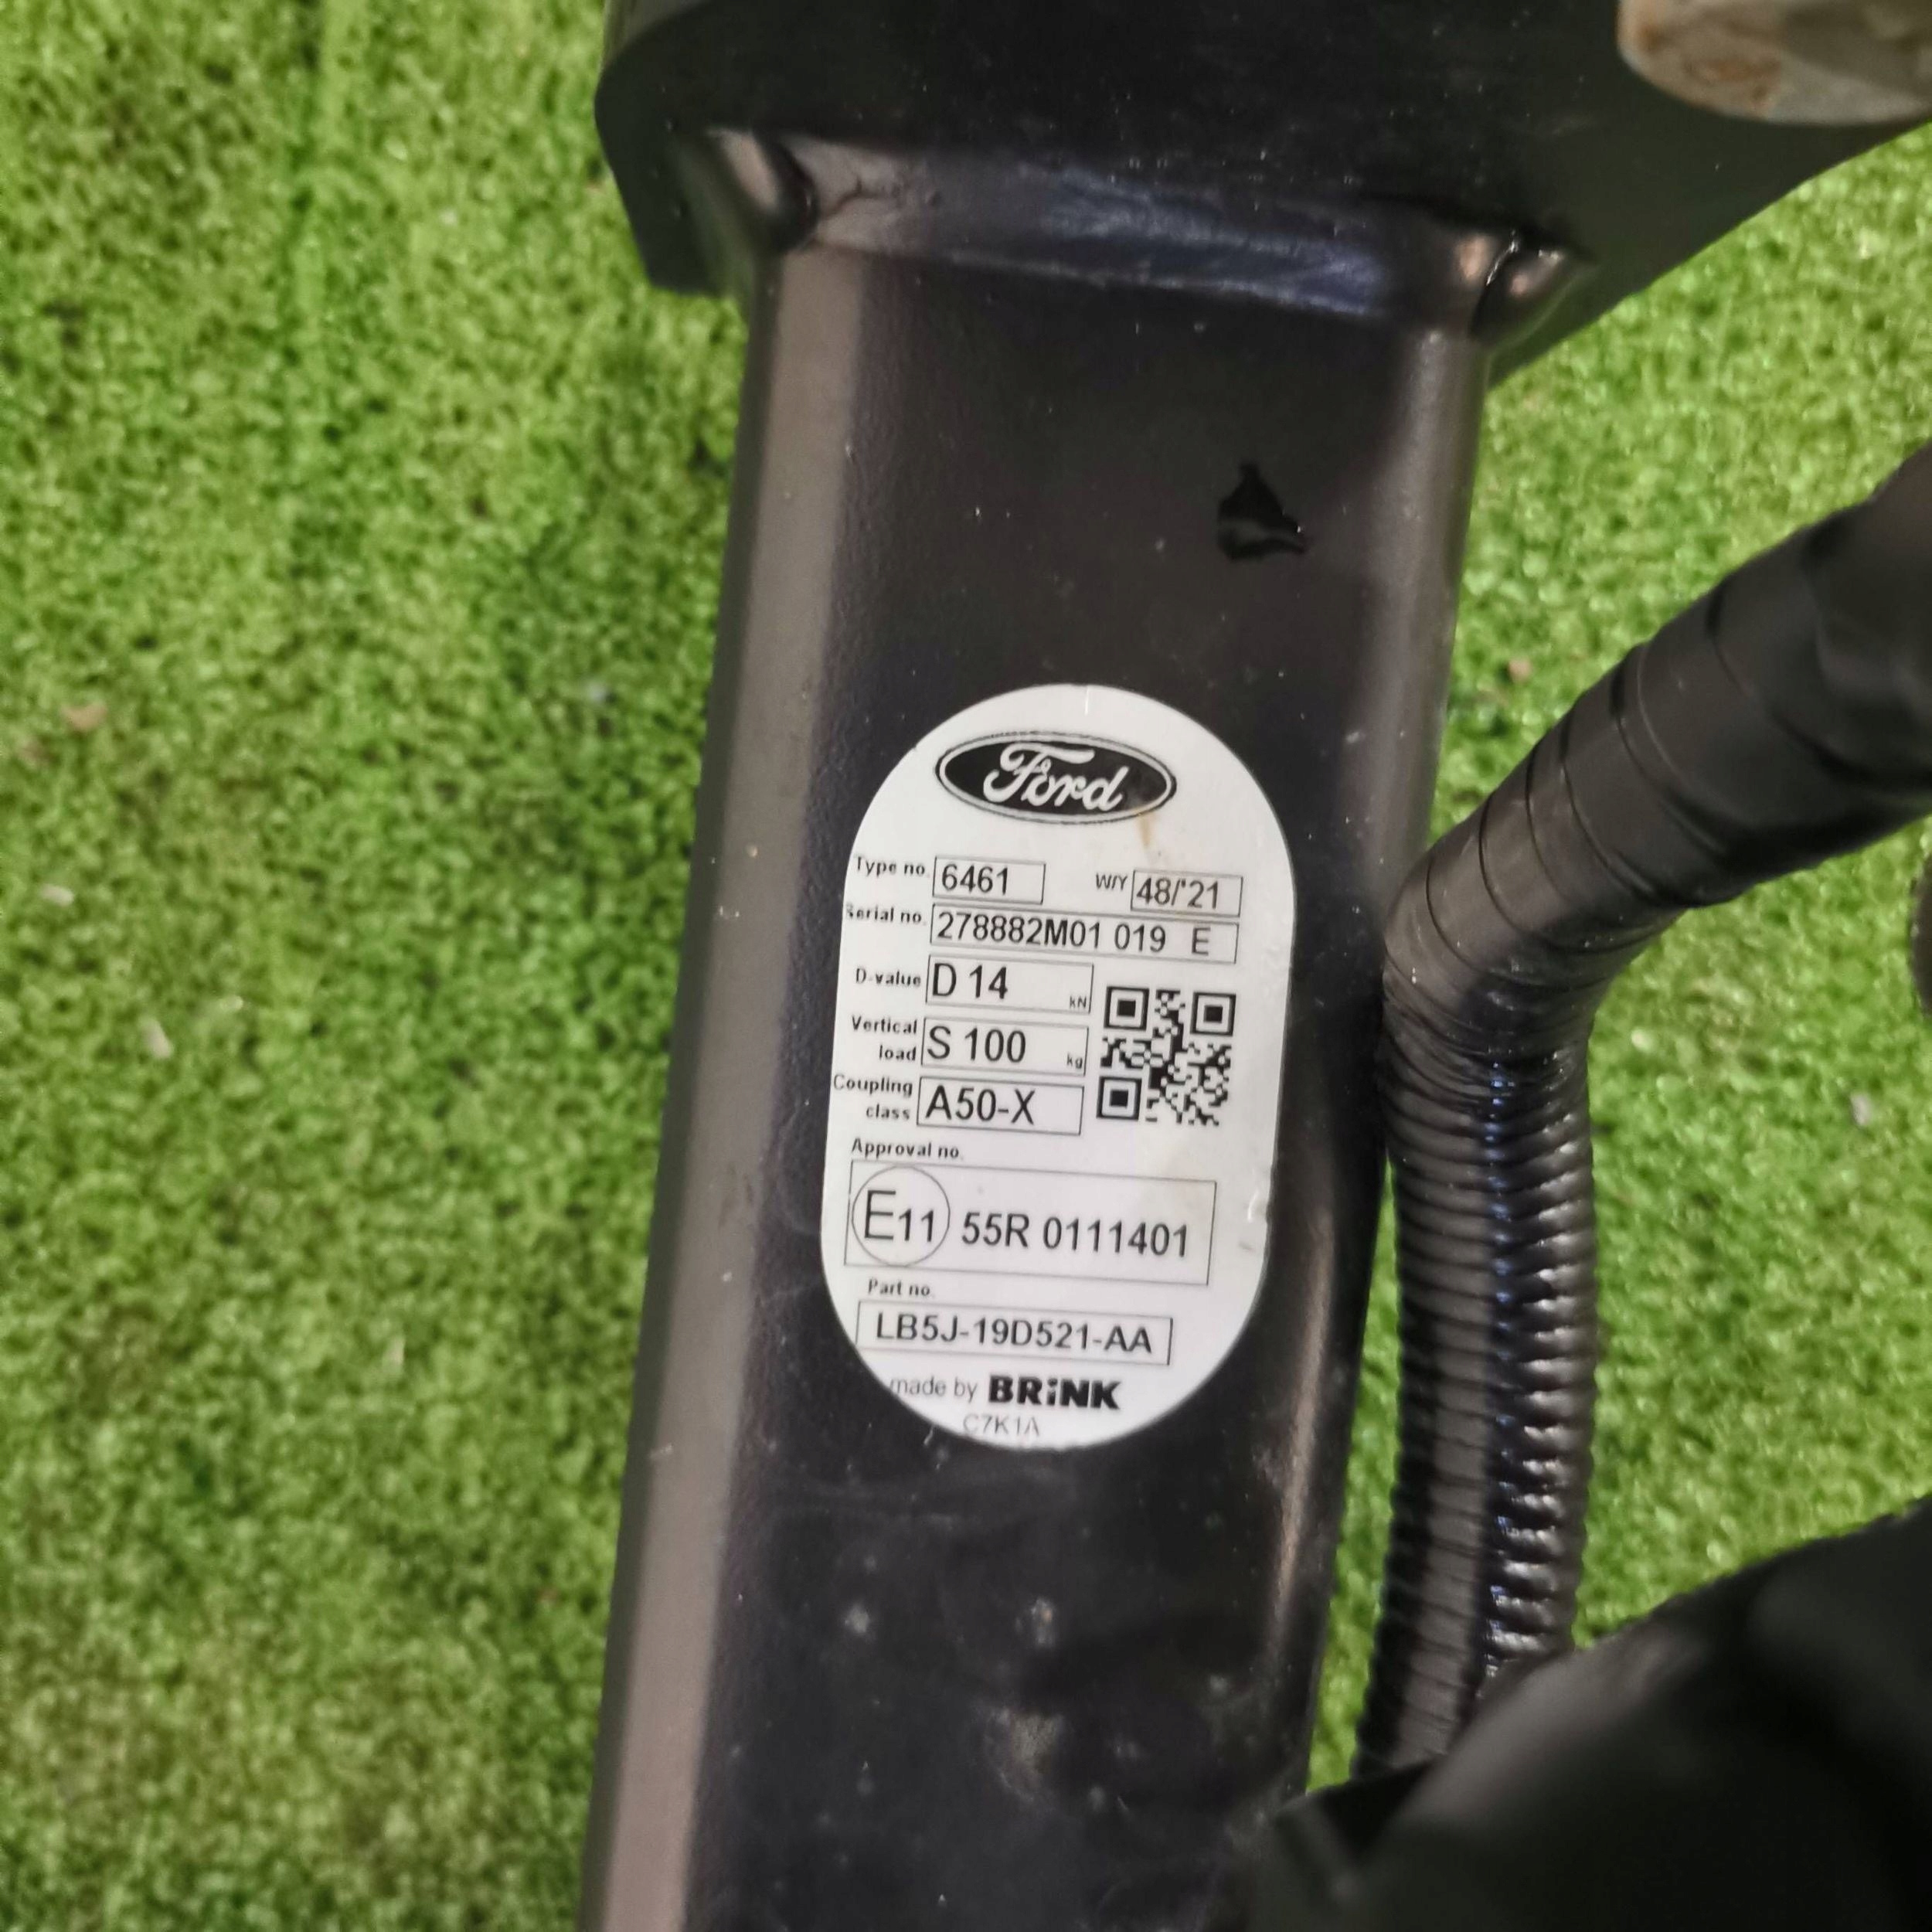 Ford
Type no. 6461 W/Y 48/'21
Serial no. 278882M01 019 E
D-value D 14 kN
Vertical load S 100 kg
Coupling class A50-X
Approval no.
E11 55R 0111401
Part no.
LB5J-19D521-AA
made by BRiNK
C7K1A